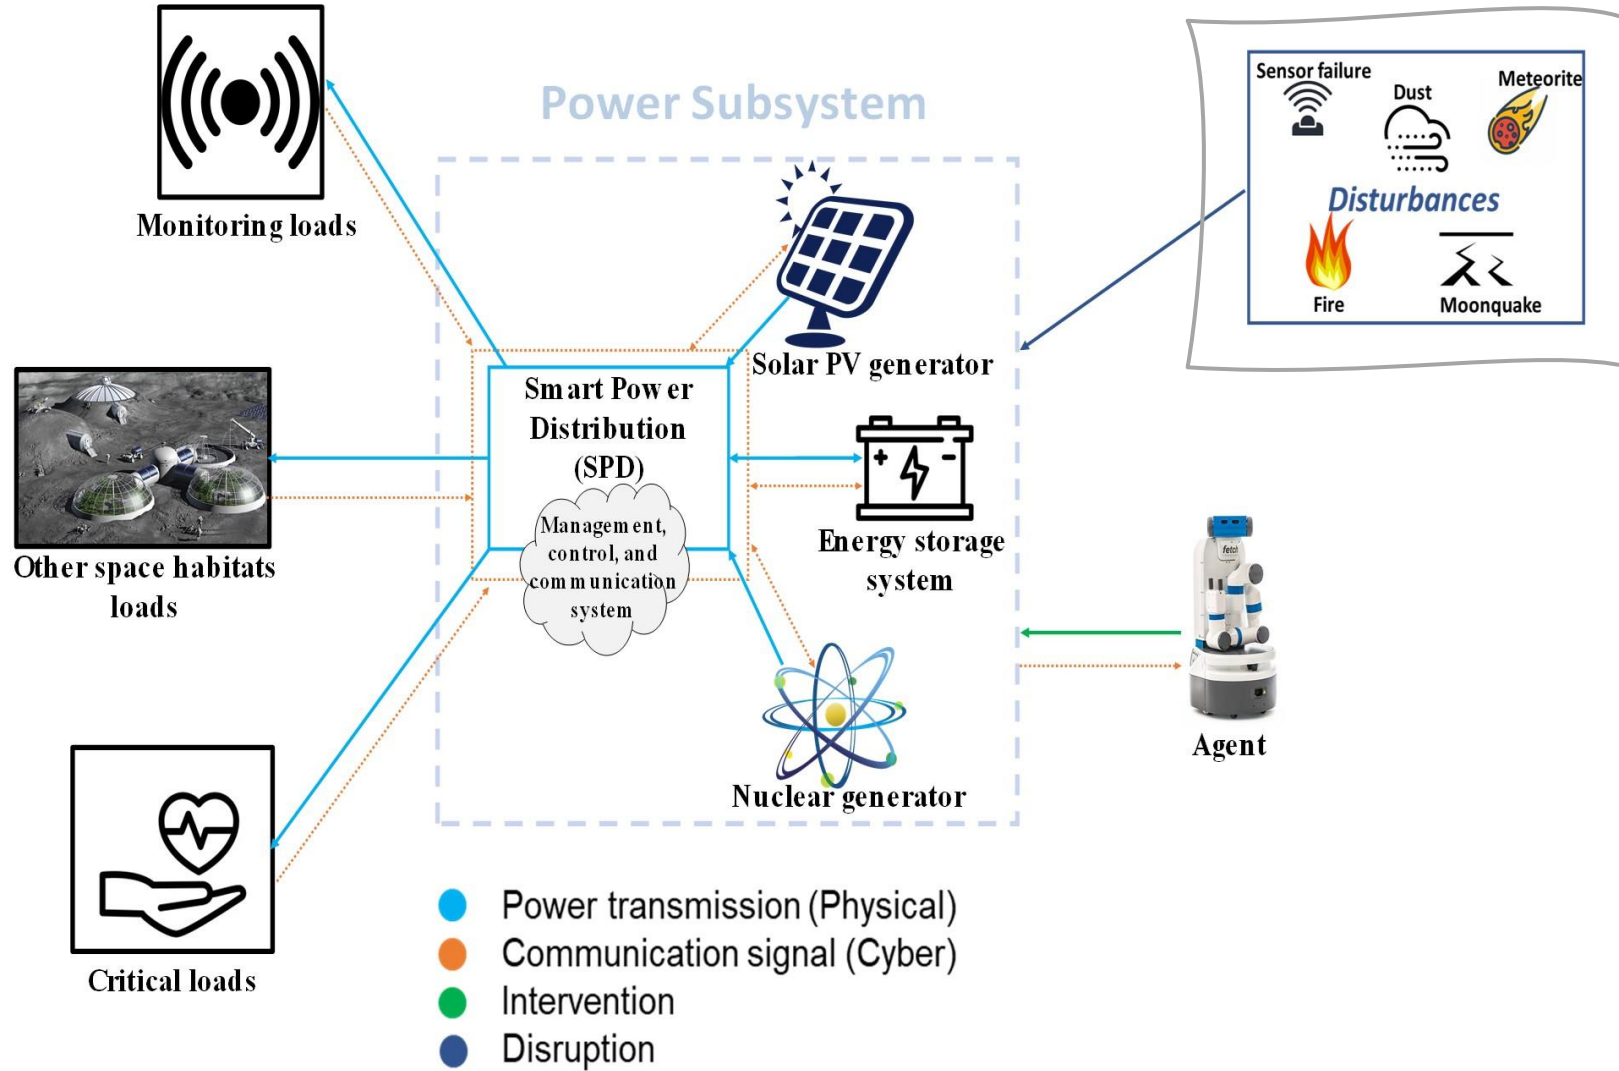 Power Subsystem
Monitoring loads
Sensor failure
Dust
Meteorite
Disturbances
Fire
Moonquake
Solar PV generator
Smart Power
Distribution
(SPD)
Management,
control, and
communication
system
Energy storage
system
Other space habitats
loads
fetch
Agent
Nuclear generator
Critical loads
Power transmission (Physical)
Communication signal (Cyber)
Intervention
Disruption